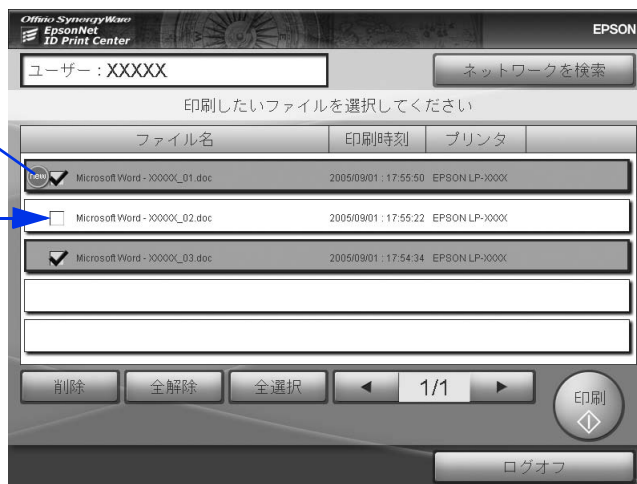 Offirio SynergyWare
EpsonNet
ID Print Center
EPSON
ユーザー：XXXXX
ネットワークを検索
印刷したいファイルを選択してください
ファイル名 印刷時刻 プリンタ
new Microsoft Word - XXXXX_01.doc 2005/09/01 : 17:55:50 EPSON LP-XXXX
Microsoft Word - XXXXX_02.doc 2005/09/01 : 17:55:22 EPSON LP-XXXX
Microsoft Word - XXXXX_03.doc 2005/09/01 : 17:54:34 EPSON LP-XXXX
削除 全解除 全選択 ◀ 1/1 ▶ 印刷
ログオフ